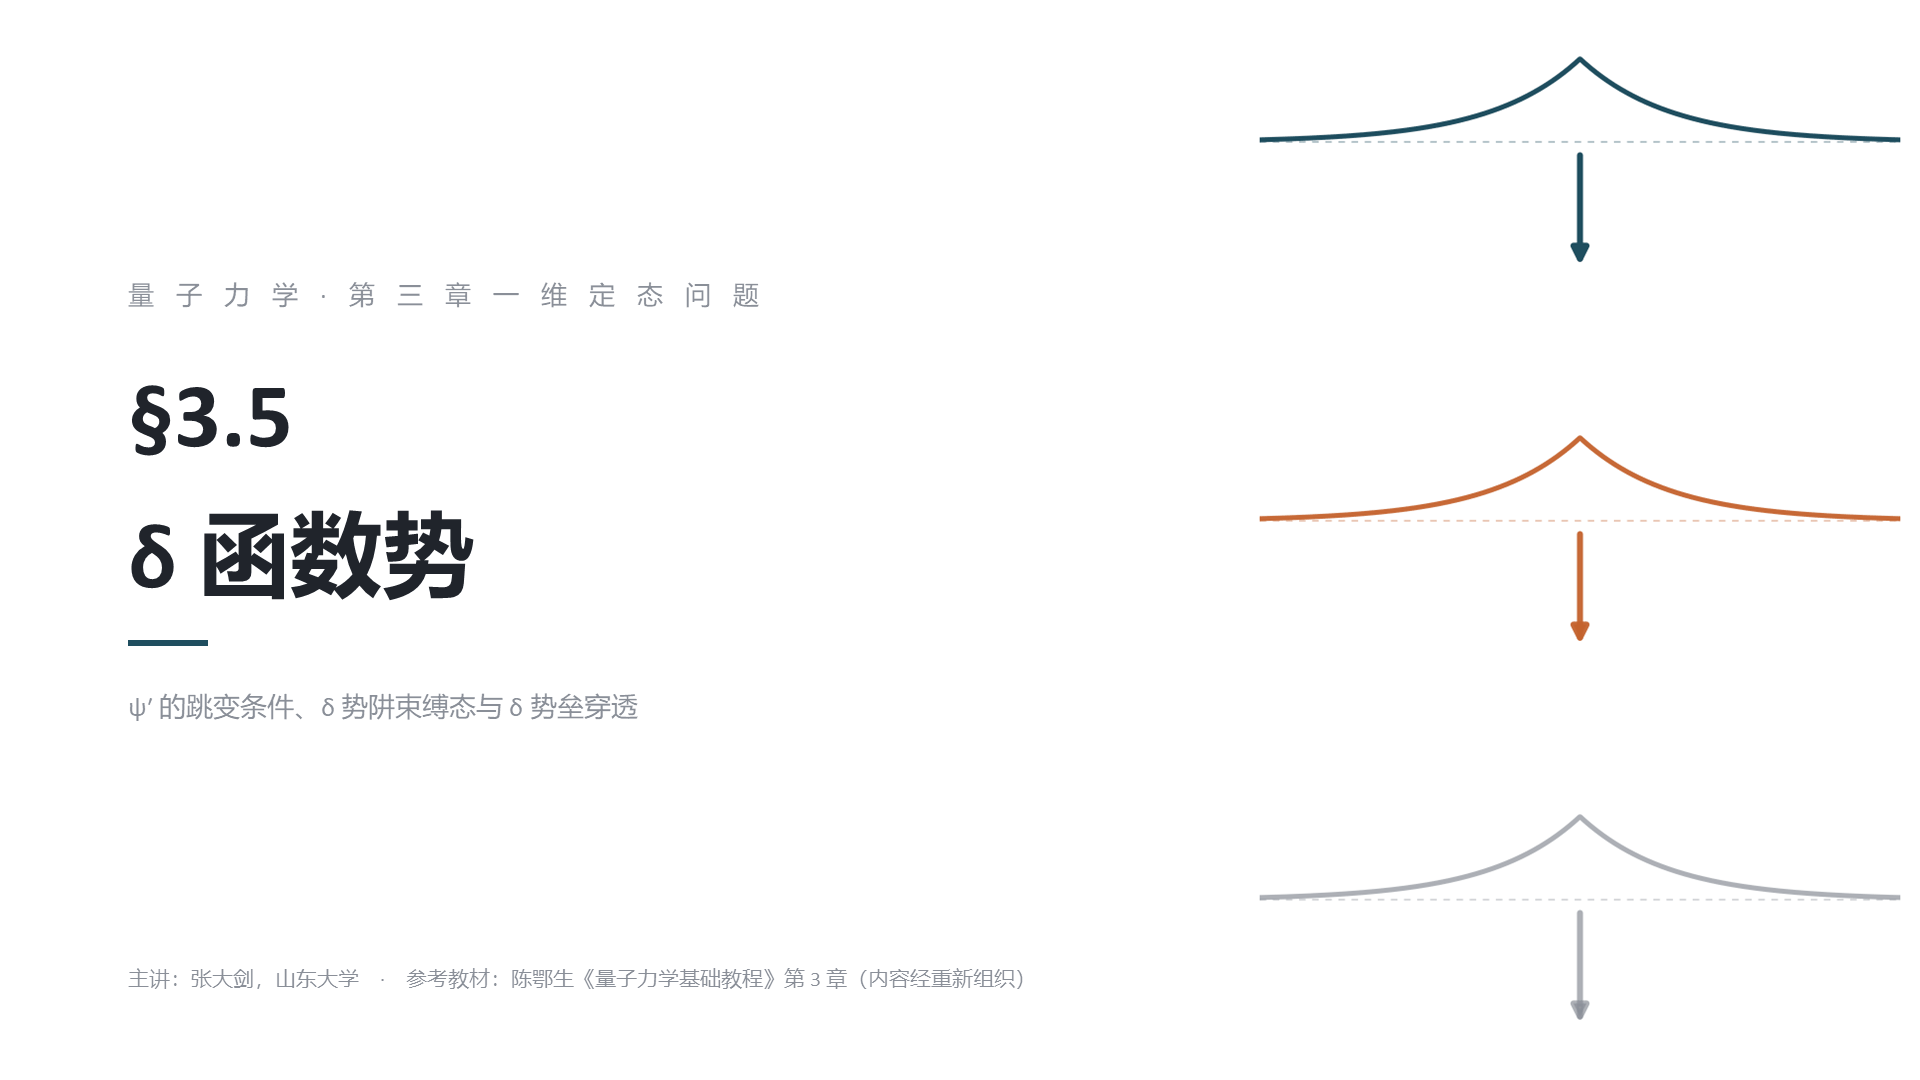 量子力学·第三章一维定态问题
§3.5
δ 函数势
ψ′ 的跳变条件、δ 势阱束缚态与 δ 势垒穿透
主讲：张大剑，山东大学 · 参考教材：陈鄂生《量子力学基础教程》第 3 章（内容经重新组织）